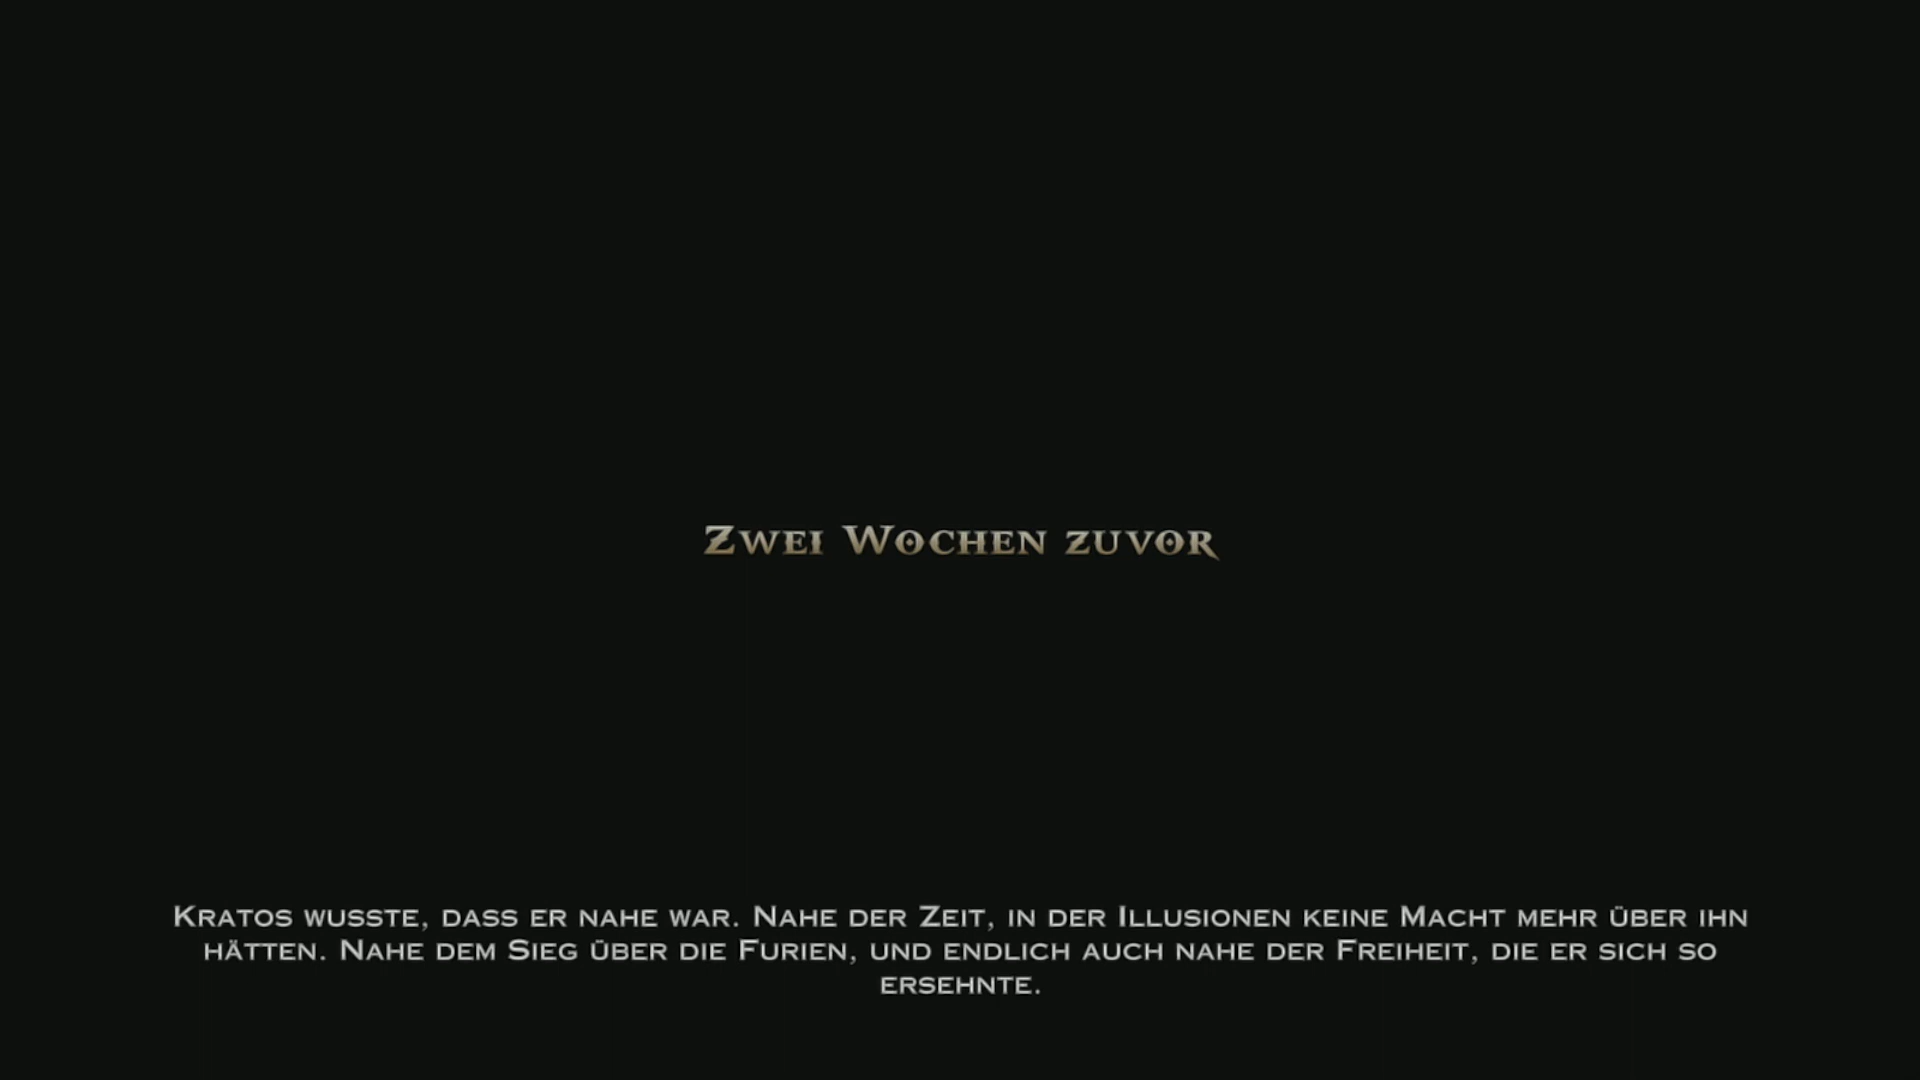 Zwei Wochen zuvor
Kratos wusste, dass er nahe war. Nahe der Zeit, in der Illusionen keine Macht mehr über ihn
hätten. Nahe dem Sieg über die Furien, und endlich auch nahe der Freiheit, die er sich so
ersehnte.